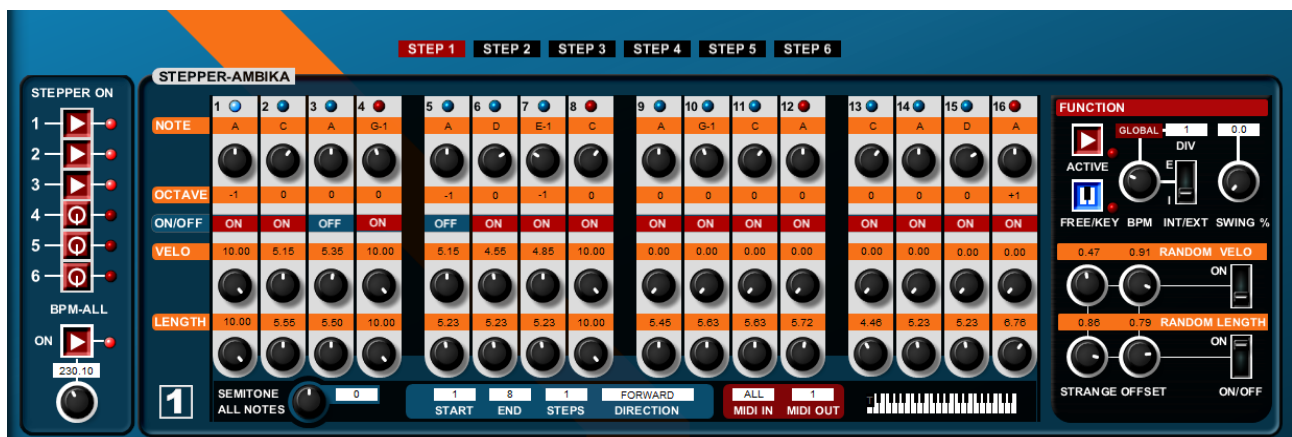 STEP 1 STEP 2 STEP 3 STEP 4 STEP 5 STEP 6
STEPPER-AMBIKA
STEPPER ON
1
2
3
4
5
6
BPM-ALL
ON
230.10
1 2 3 4 5 6 7 8 9 10 11 12 13 14 15 16
NOTE A C A G-1 A D E-1 C A G-1 C A C A D A
OCTAVE -1 0 0 0 -1 0 -1 0 0 0 0 0 0 0 0 +1
ON/OFF ON ON OFF ON OFF ON ON ON ON ON ON ON ON ON ON ON
VELO 10.00 5.15 5.35 10.00 5.15 4.55 4.85 10.00 0.00 0.00 0.00 0.00 0.00 0.00 0.00 0.00
LENGTH 10.00 5.55 5.50 10.00 5.23 5.23 5.23 10.00 5.45 5.63 5.63 5.72 4.46 5.23 5.23 6.76
1
SEMITONE 0
ALL NOTES
1 8 1 FORWARD
START END STEPS DIRECTION
ALL 1
MIDI IN MIDI OUT
T
FUNCTION
GLOBAL 1 0.0
DIV
ACTIVE E
I
FREE/KEY BPM INT/EXT SWING %
0.47 0.91 RANDOM VELO
ON
0.86 0.79 RANDOM LENGTH
ON
STRANGE OFFSET ON/OFF